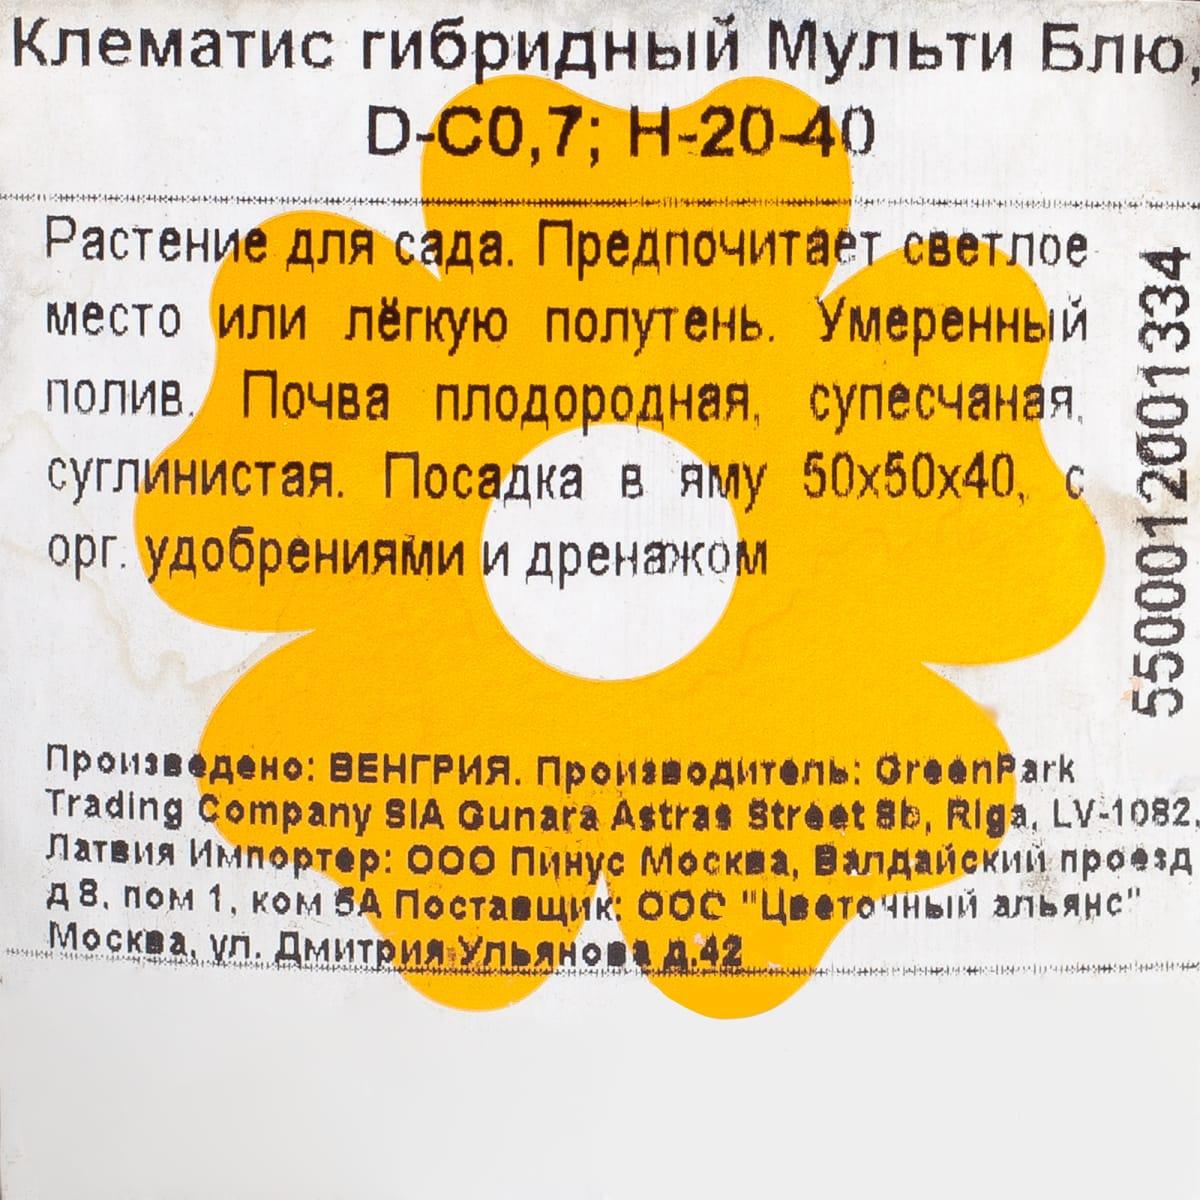 Клематис гибридный Мульти Блю,
D-C0,7; H-20-40
Растение для сада. Предпочитает светлое
место или лёгкую полутень. Умеренный
полив. Почва плодородная, супесчаная,
суглинистая. Посадка в яму 50х50х40, с
орг. удобрениями и дренажом
5500001200001334
Произведено: ВЕНГРИЯ. Производитель: GreenPark
Trading Company SIA Gunara Astras Street 8b, Riga, LV-1082,
Латвия Импортер: ООО Пинус Москва, Валдайский проезд
д 8, пом 1, ком 5А Поставщик: ООО "Цветочный альянс"
Москва, ул. Дмитрия Ульянова д.42